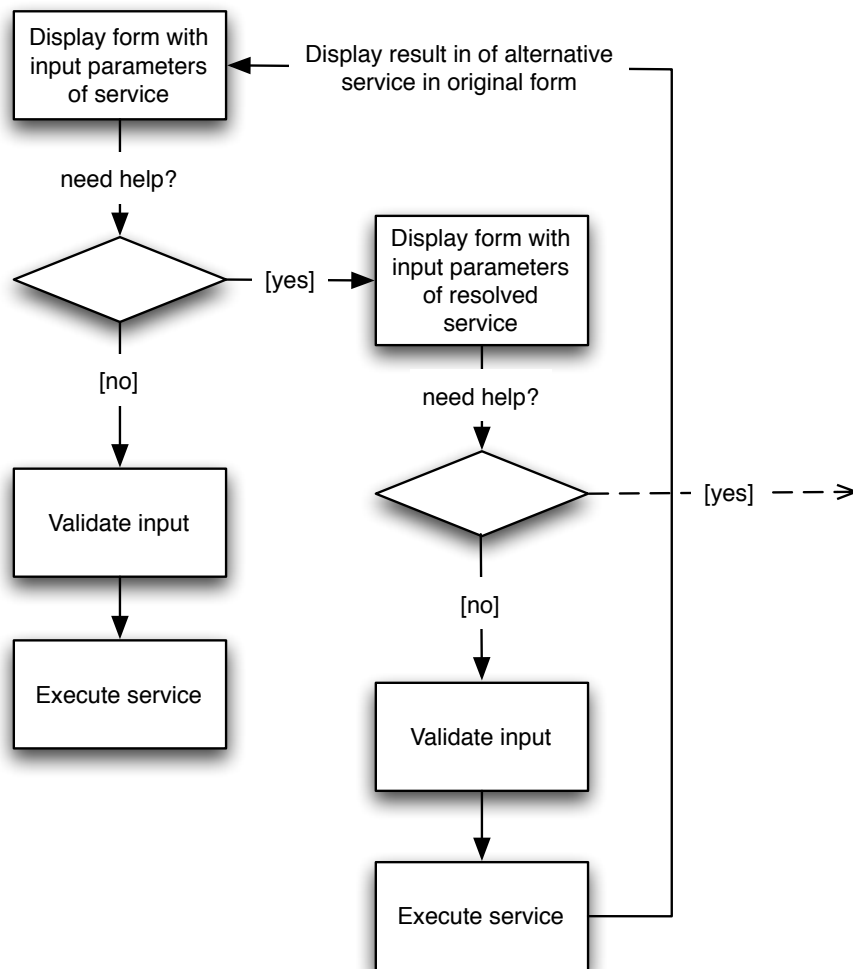 Display form with
input parameters
of service
Display result in of alternative
service in original form
need help?
[yes]
Display form with
input parameters
of resolved
service
[no]
need help?
[yes]
Validate input
[no]
Execute service
Validate input
Execute service